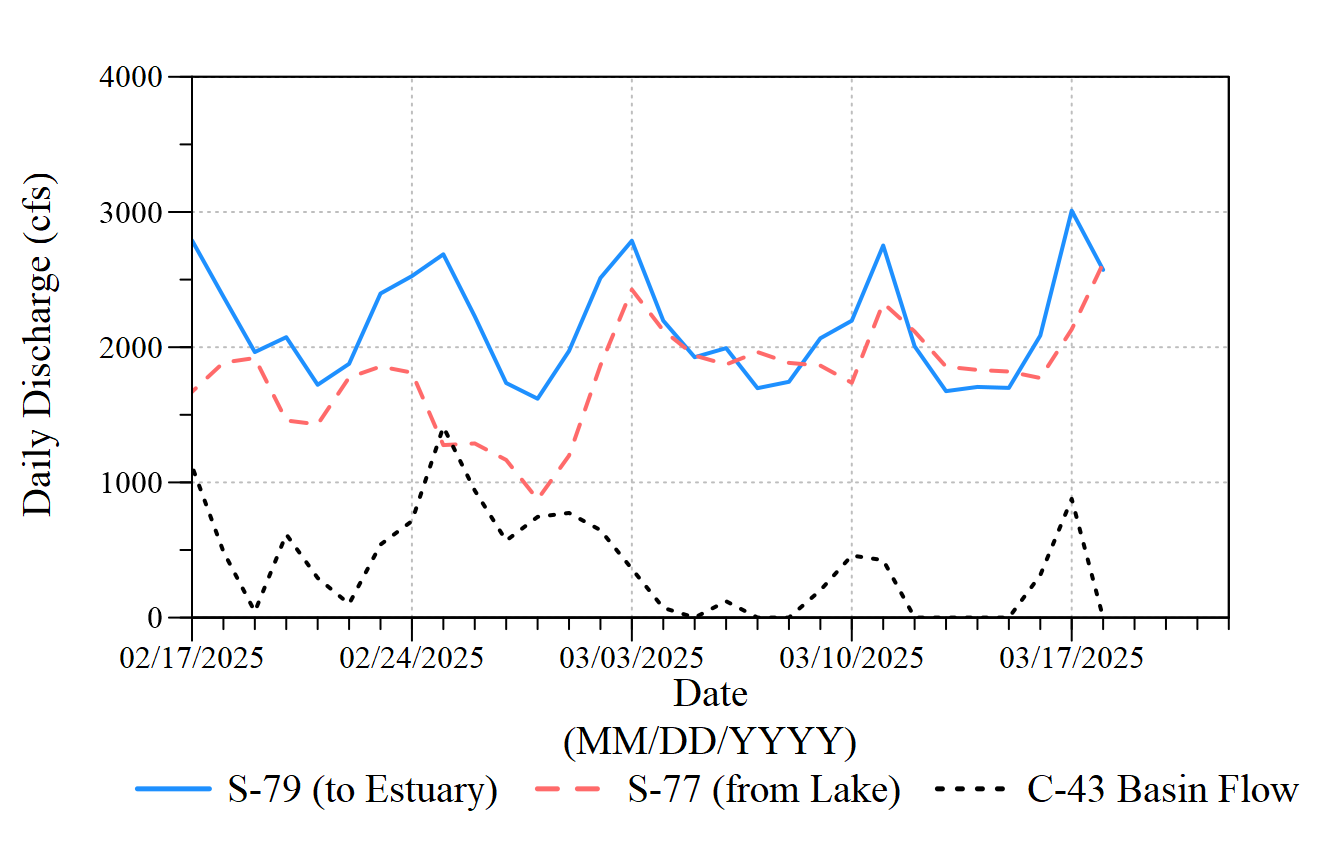 4000
3000
2000
1000
0
Daily Discharge (cfs)
02/17/2025 02/24/2025 03/03/2025 03/10/2025 03/17/2025
Date
(MM/DD/YYYY)
S-79 (to Estuary) S-77 (from Lake) C-43 Basin Flow